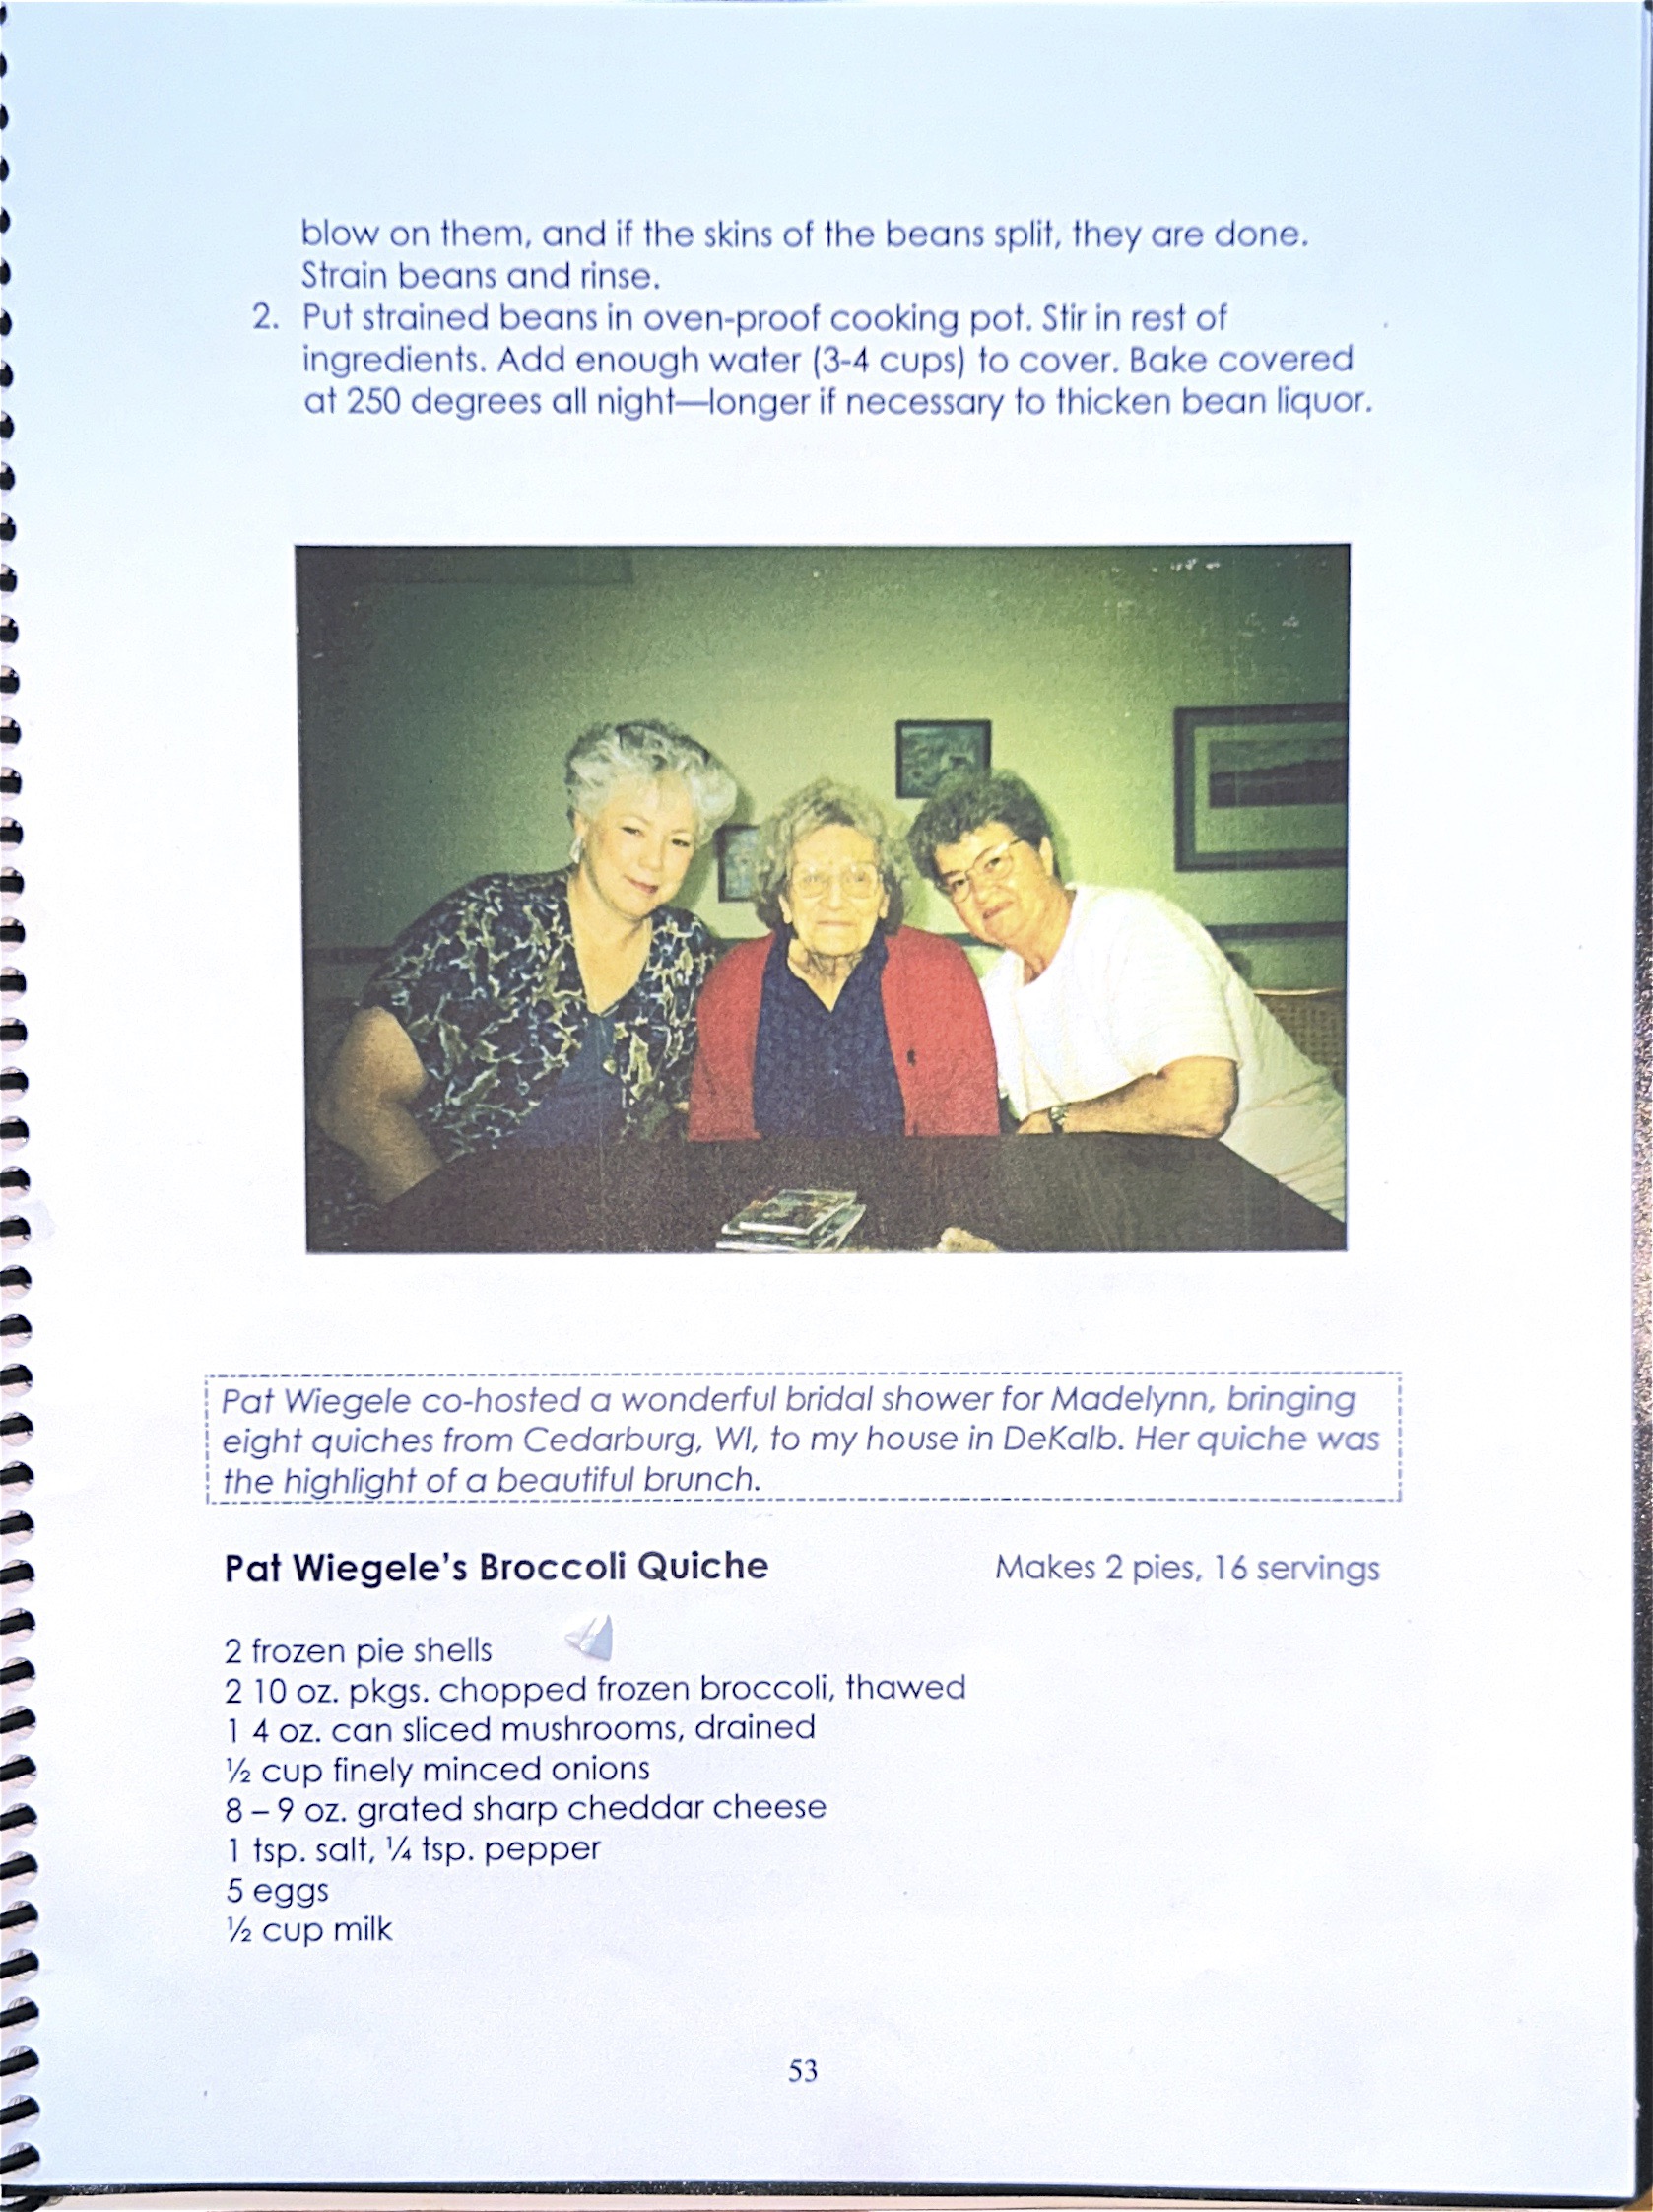 blow on them, and if the skins of the beans split, they are done.
Strain beans and rinse.
2. Put strained beans in oven-proof cooking pot. Stir in rest of
ingredients. Add enough water (3-4 cups) to cover. Bake covered
at 250 degrees all night—longer if necessary to thicken bean liquor.
Pat Wiegele co-hosted a wonderful bridal shower for Madelynn, bringing
eight quiches from Cedarburg, WI, to my house in DeKalb. Her quiche was
the highlight of a beautiful brunch.
Pat Wiegele's Broccoli Quiche Makes 2 pies, 16 servings
2 frozen pie shells
2 10 oz. pkgs. chopped frozen broccoli, thawed
1 4 oz. can sliced mushrooms, drained
½ cup finely minced onions
8 – 9 oz. grated sharp cheddar cheese
1 tsp. salt, ¼ tsp. pepper
5 eggs
½ cup milk
53